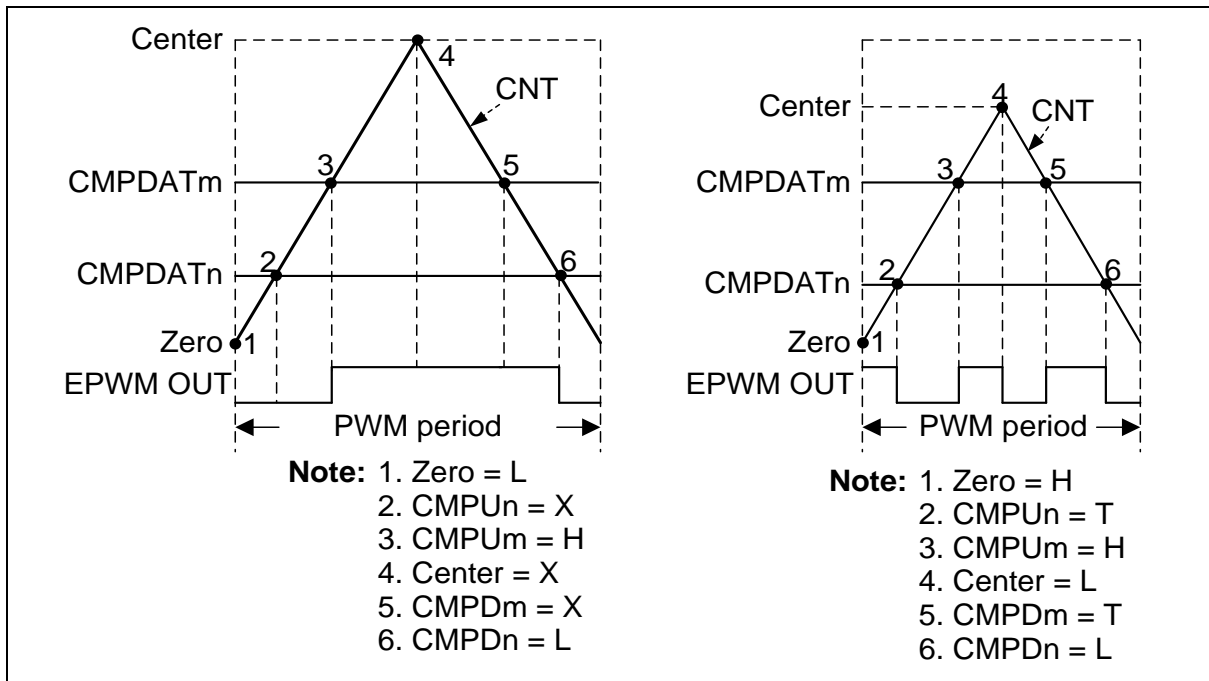 Center
4
CNT
3
5
CMPDATm
2
6
CMPDATn
Zero
1
EPWM OUT
PWM period
Note: 1. Zero = L
2. CMPUn = X
3. CMPUm = H
4. Center = X
5. CMPDm = X
6. CMPDn = L
4
Center
CNT
3
5
CMPDATm
2
6
CMPDATn
Zero
1
EPWM OUT
PWM period
Note: 1. Zero = H
2. CMPUn = T
3. CMPUm = H
4. Center = L
5. CMPDm = T
6. CMPDn = L